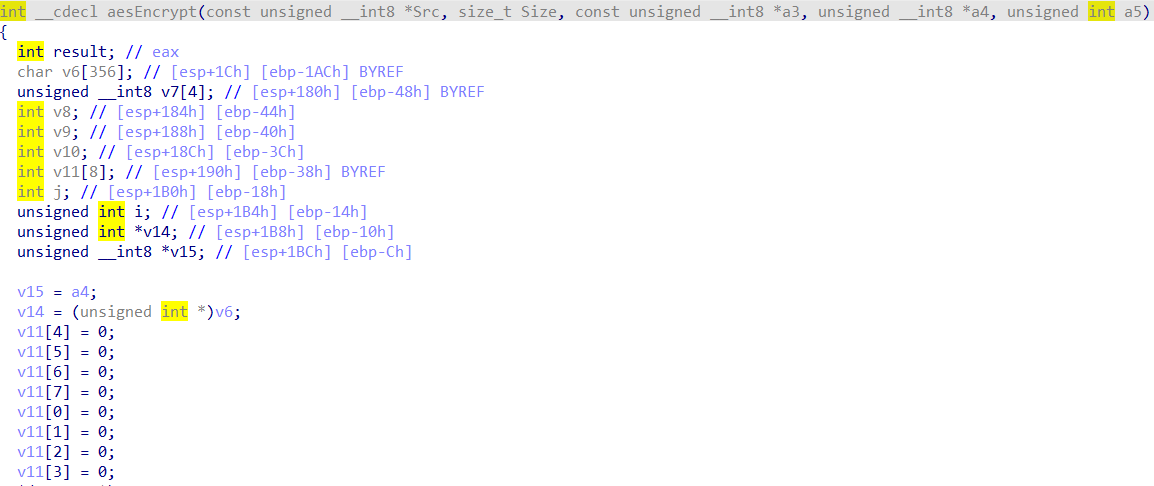 int __cdecl aesEncrypt(const unsigned __int8 *Src, size_t Size, const unsigned __int8 *a3, unsigned __int8 *a4, unsigned int a5)
{
  int result; // eax
  char v6[356]; // [esp+1Ch] [ebp-1ACh] BYREF
  unsigned __int8 v7[4]; // [esp+180h] [ebp-48h] BYREF
  int v8; // [esp+184h] [ebp-44h]
  int v9; // [esp+188h] [ebp-40h]
  int v10; // [esp+18Ch] [ebp-3Ch]
  int v11[8]; // [esp+190h] [ebp-38h] BYREF
  int j; // [esp+1B0h] [ebp-18h]
  unsigned int i; // [esp+1B4h] [ebp-14h]
  unsigned int *v14; // [esp+1B8h] [ebp-10h]
  unsigned __int8 *v15; // [esp+1BCh] [ebp-Ch]

  v15 = a4;
  v14 = (unsigned int *)v6;
  v11[4] = 0;
  v11[5] = 0;
  v11[6] = 0;
  v11[7] = 0;
  v11[0] = 0;
  v11[1] = 0;
  v11[2] = 0;
  v11[3] = 0;